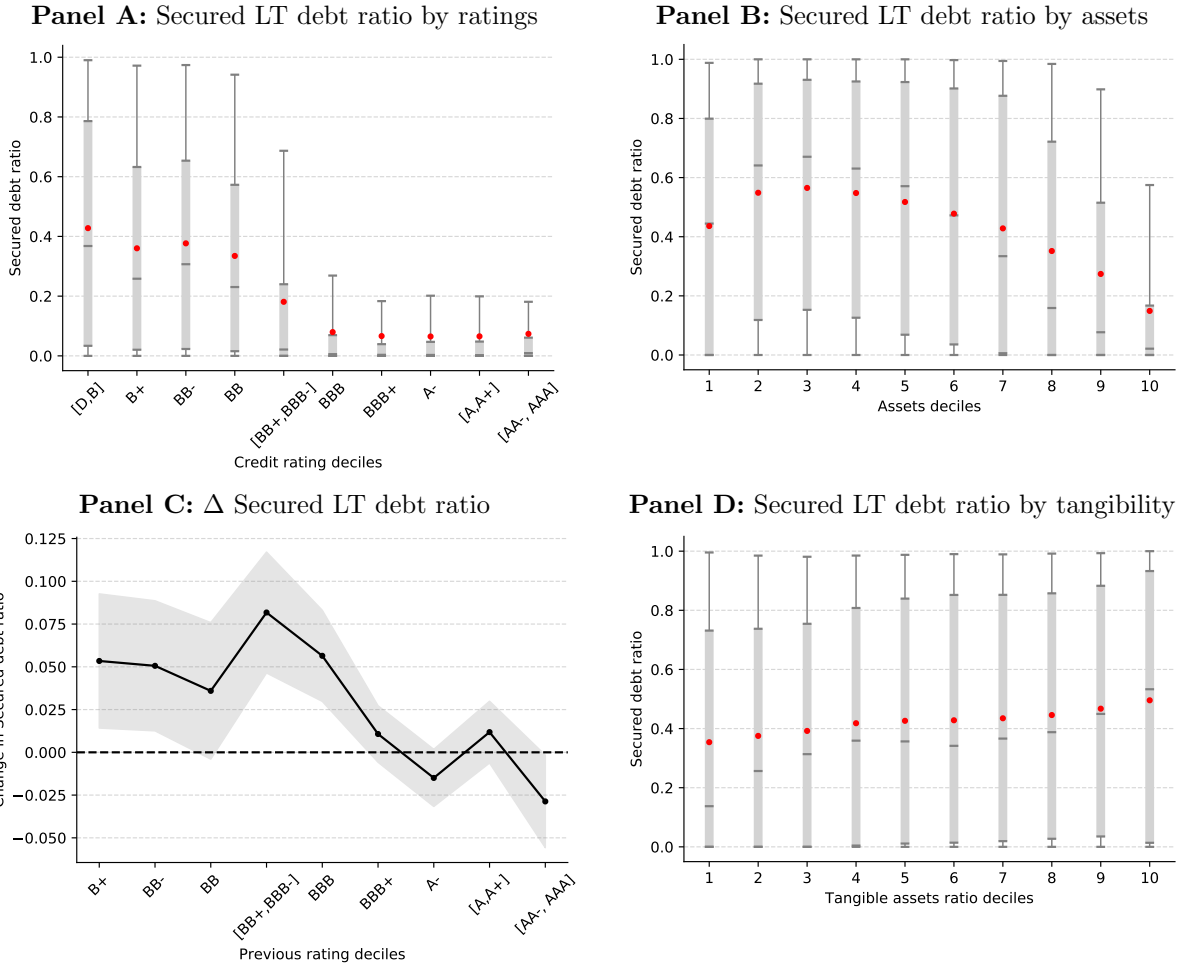 Panel A: Secured LT debt ratio by ratings
1.0
0.8
0.6
0.4
0.2
0.0
Secured debt ratio
[D,B]
B+
BB-
BB
[BB+,BBB-]
BBB
BBB+
A-
[A,A+]
[AA-, AAA]
Credit rating deciles
Panel B: Secured LT debt ratio by assets
1.0
0.8
0.6
0.4
0.2
0.0
Secured debt ratio
1 2 3 4 5 6 7 8 9 10
Assets deciles
Panel C: Δ Secured LT debt ratio
0.125
0.100
0.075
0.050
0.025
0.000
−0.025
−0.050
Change in Secured debt ratio
B+
BB-
BB
[BB+,BBB-]
BBB
BBB+
A-
[A,A+]
[AA-, AAA]
Previous rating deciles
Panel D: Secured LT debt ratio by tangibility
1.0
0.8
0.6
0.4
0.2
0.0
Secured debt ratio
1 2 3 4 5 6 7 8 9 10
Tangible assets ratio deciles